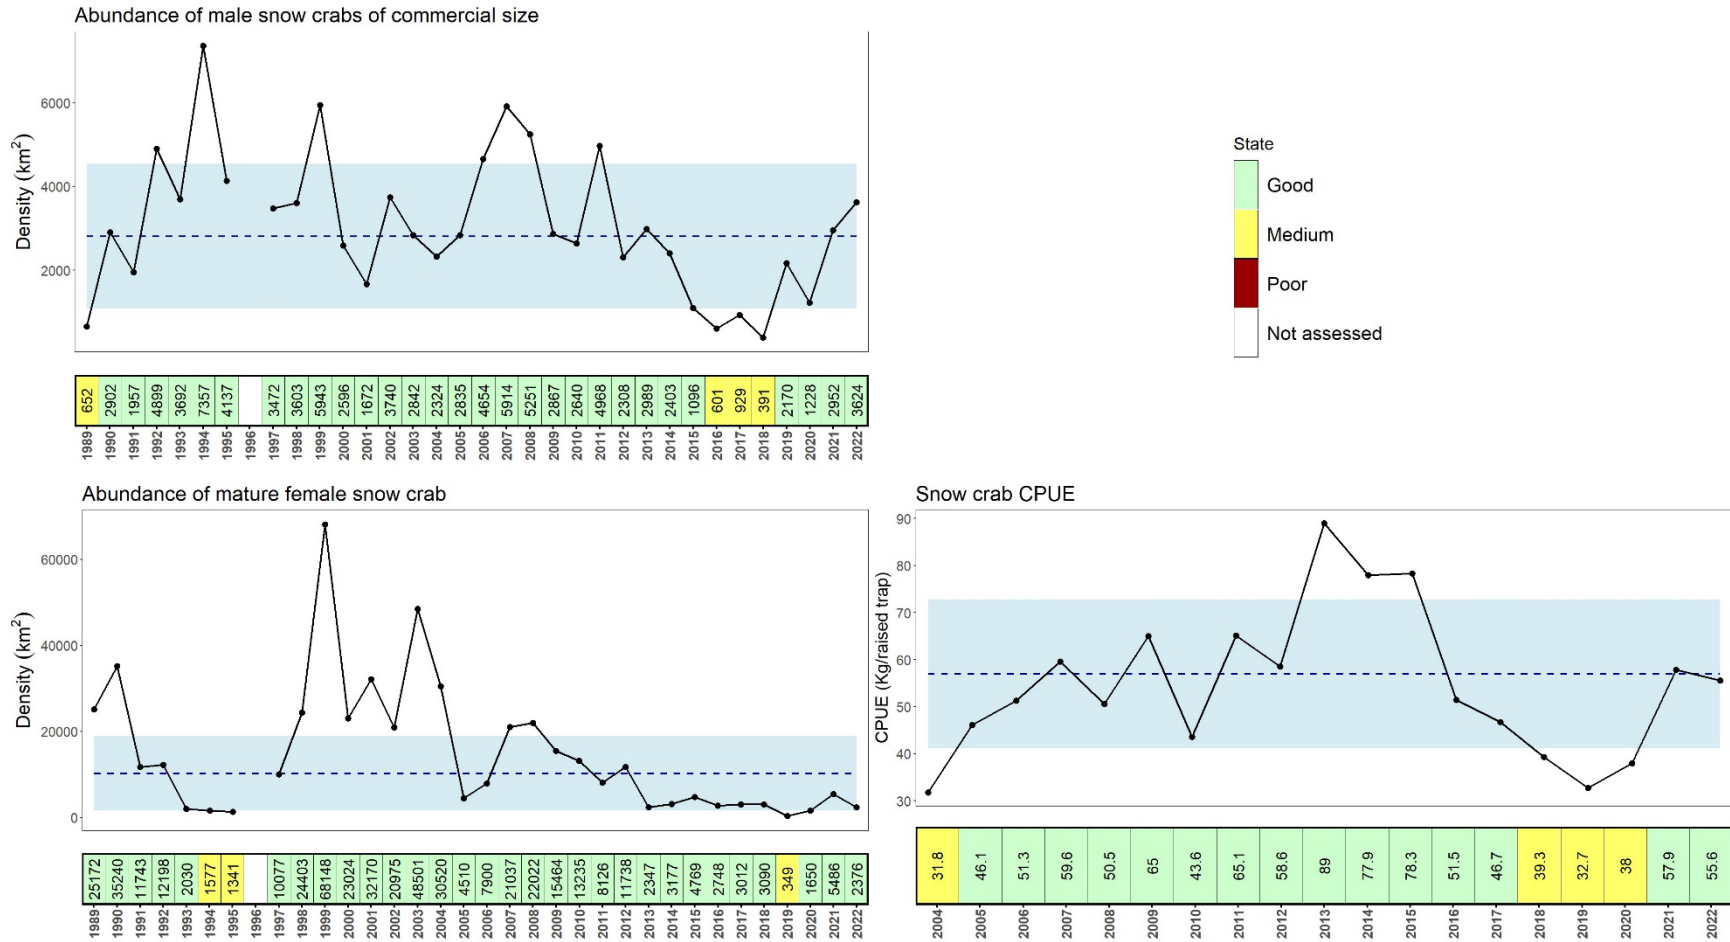 Abundance of male snow crabs of commercial size
6000
4000
2000
Density (km²)
652 2902 1957 4899 3692 7357 4137 3472 3603 5943 2596 1672 3740 2842 2324 2835 4654 5914 5251 2867 2640 4968 2308 2989 2403 1096 601 929 391 2170 1228 2952 3624
1989 1990 1991 1992 1993 1994 1995 1996 1997 1998 1999 2000 2001 2002 2003 2004 2005 2006 2007 2008 2009 2010 2011 2012 2013 2014 2015 2016 2017 2018 2019 2020 2021 2022
State
Good
Medium
Poor
Not assessed
Abundance of mature female snow crab
60000
40000
20000
0
Density (km²)
25172 35240 11743 12198 2030 1577 1341 10077 24403 68148 23024 32170 20975 48501 30520 4510 7900 21037 22022 15464 13235 8126 11738 2347 3177 4769 2748 3012 3090 349 1650 5486 2376
1989 1990 1991 1992 1993 1994 1995 1996 1997 1998 1999 2000 2001 2002 2003 2004 2005 2006 2007 2008 2009 2010 2011 2012 2013 2014 2015 2016 2017 2018 2019 2020 2021 2022
Snow crab CPUE
90
80
70
60
50
40
30
CPUE (Kg/raised trap)
31.8 46.1 51.3 59.6 50.5 65 43.6 65.1 58.6 89 77.9 78.3 51.5 46.7 39.3 32.7 38 57.9 55.6
2004 2005 2006 2007 2008 2009 2010 2011 2012 2013 2014 2015 2016 2017 2018 2019 2020 2021 2022